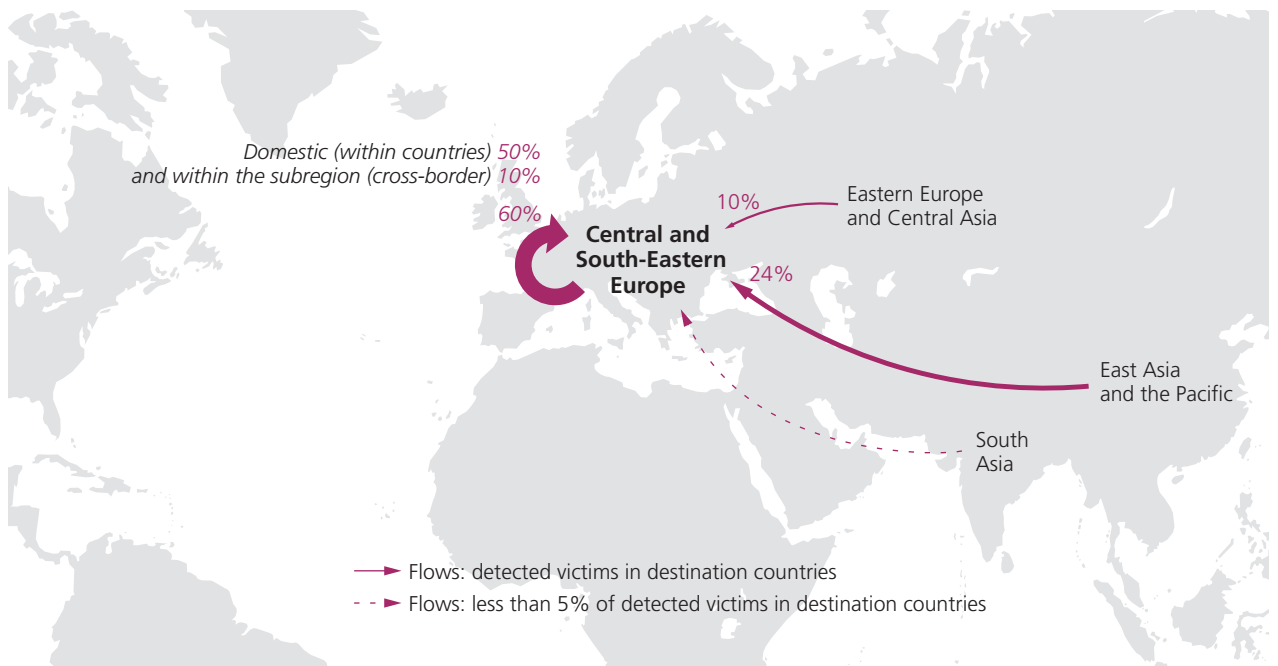 Domestic (within countries) 50%
and within the subregion (cross-border) 10%
60%
Central and
South-Eastern
Europe
10%
Eastern Europe
and Central Asia
24%
East Asia
and the Pacific
South
Asia
Flows: detected victims in destination countries
Flows: less than 5% of detected victims in destination countries